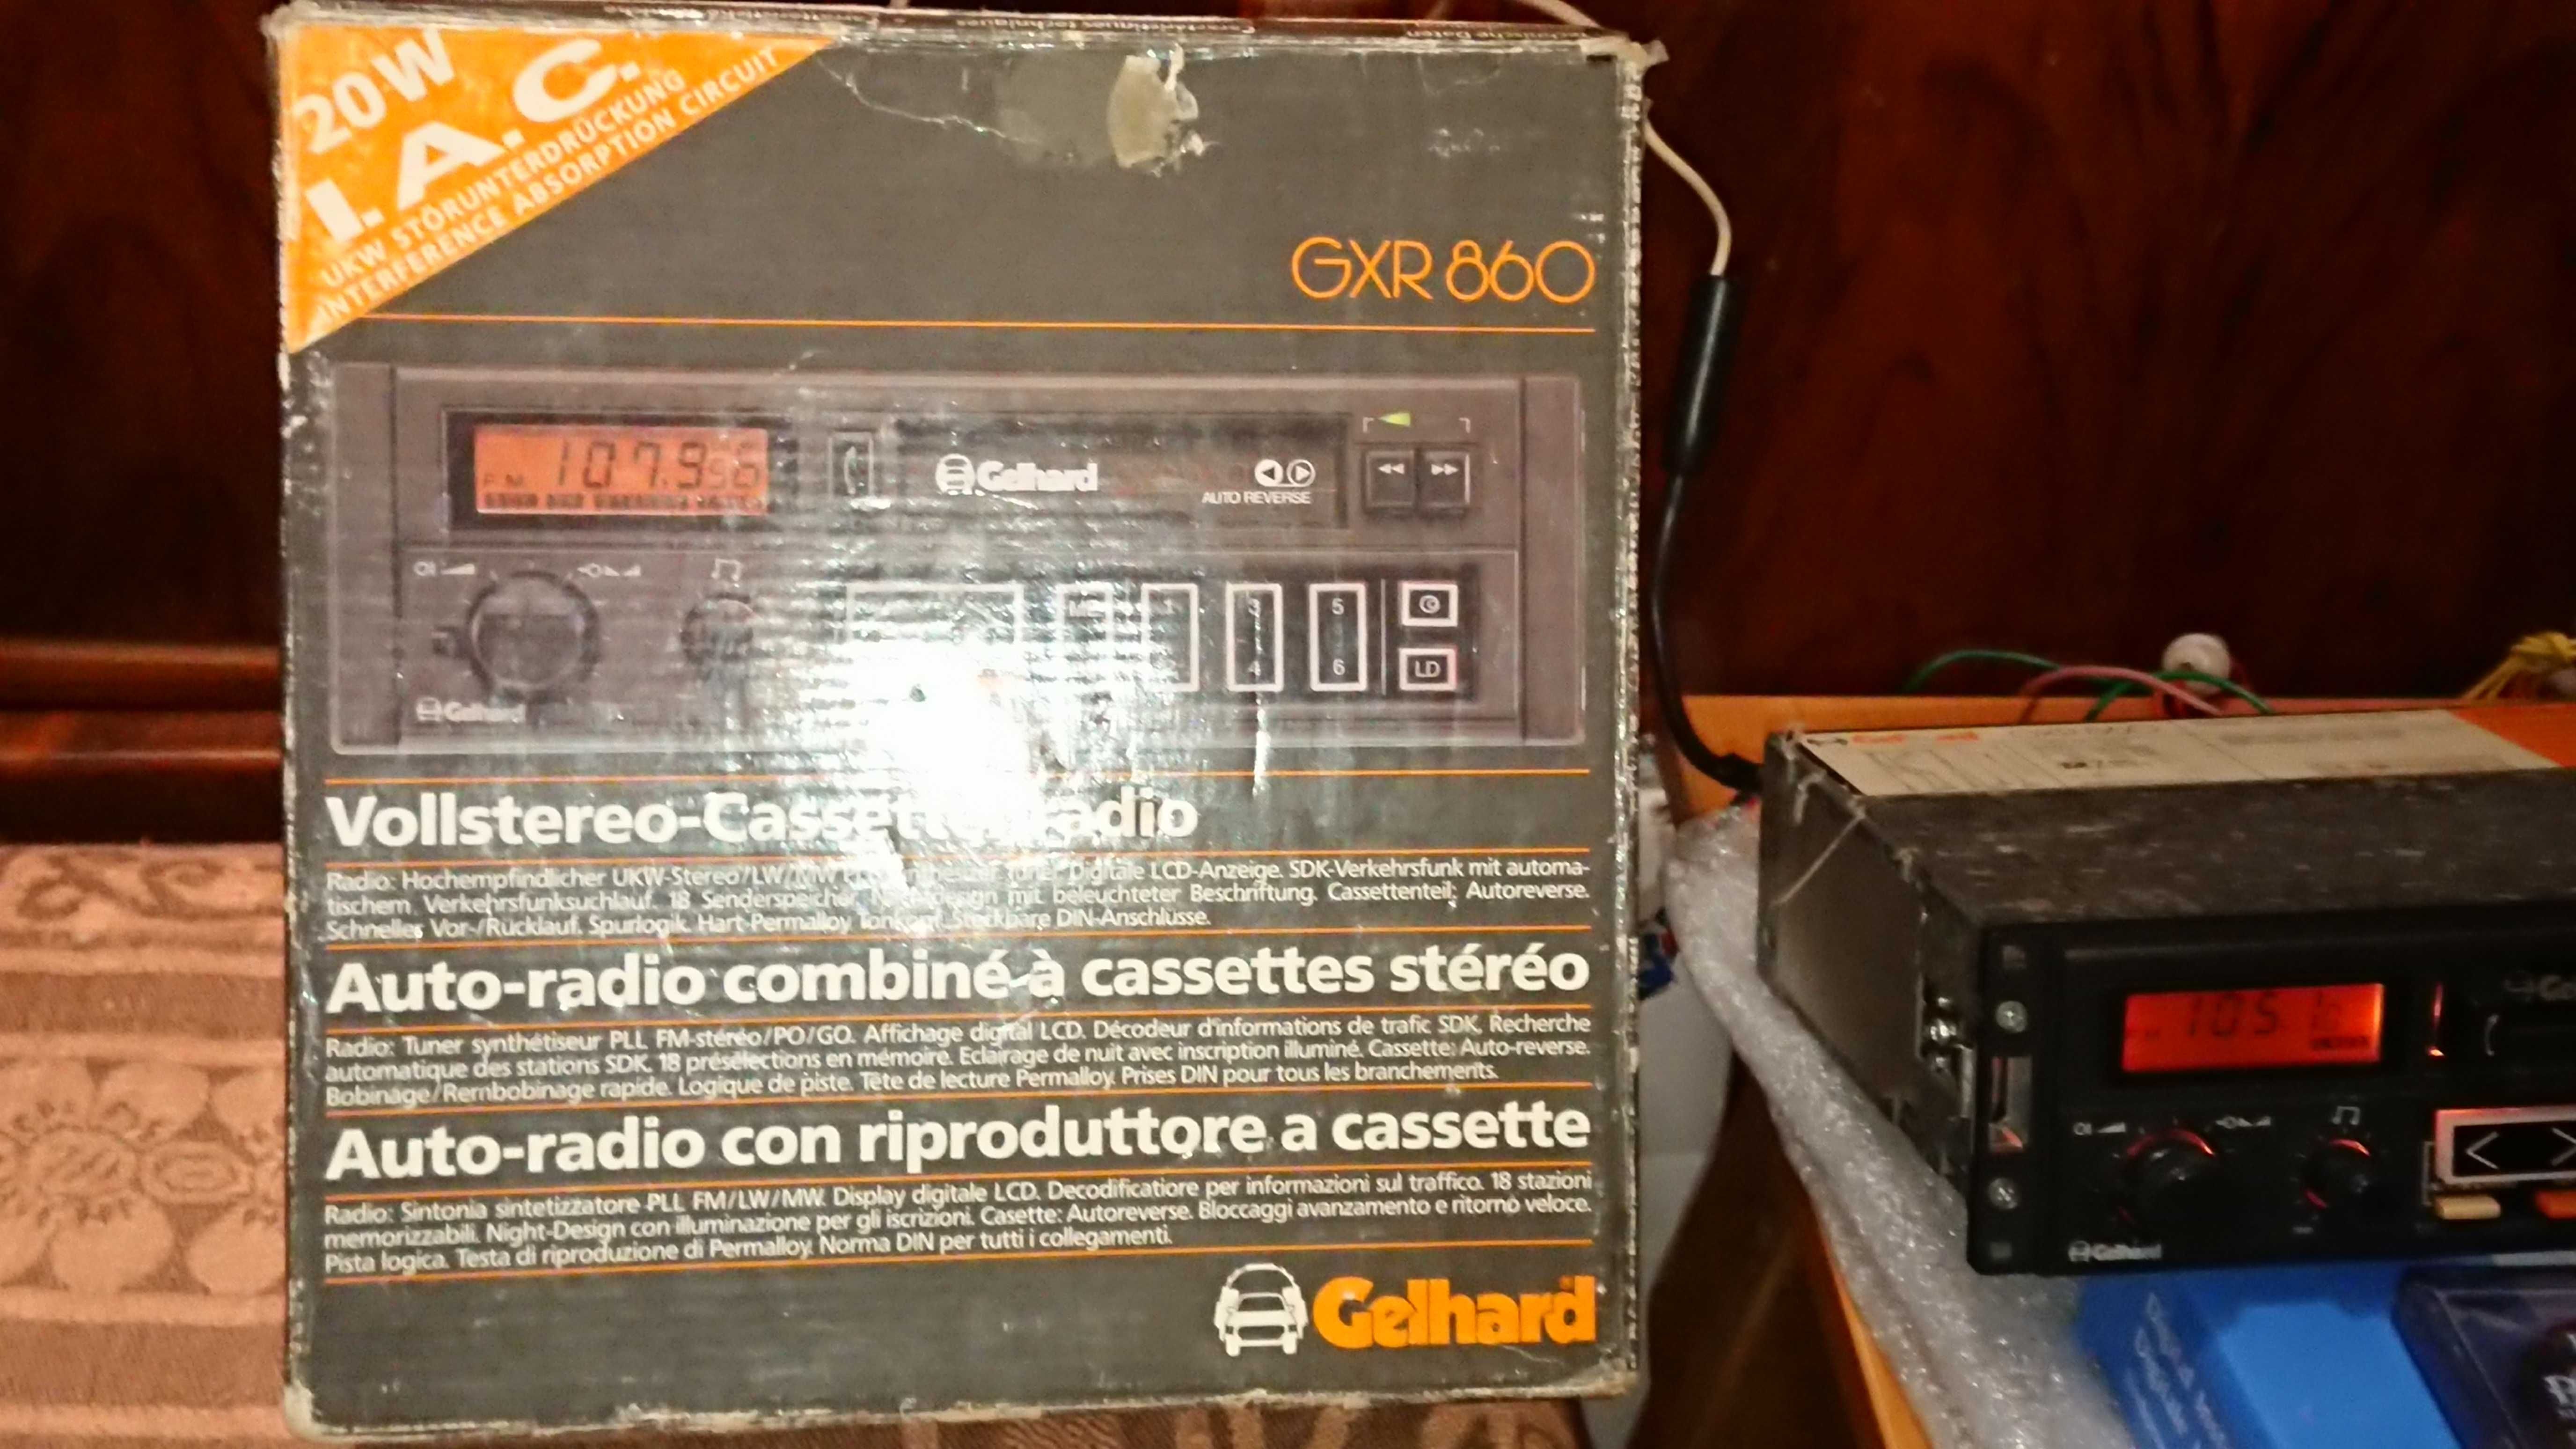 20W
I.A.C.
UKW STÖRUNTERDRÜCKUNG
INTERFERENCE ABSORPTION CIRCUIT
GXR 860
FM 107.9
Gelhard
AUTO REVERSE
1 3 5
4 6
LD
Gelhard
Vollstereo-Cassetten-radio
Radio: Hochempfindlicher UKW-Stereo/LW/MW Digitale LCD-Anzeige. SDK-Verkehrsfunk mit automa-
tischem Verkehrsfunksuchlauf. 18 Senderspeicher. mit beleuchteter Beschriftung. Cassettenteil: Autoreverse.
Schneller Vor-/Rücklauf. Spurlogik. Hart-Permalloy Tonkopf. Steckbare DIN-Anschlüsse.
Auto-radio combiné à cassettes stéréo
Radio: Tuner synthétiseur PLL FM-stéréo/PO/GO. Affichage digital LCD. Décodeur d'informations de trafic SDK. Recherche
automatique des stations SDK. 18 présélections en mémoire. Eclairage de nuit avec inscription illuminé. Cassette: Auto-reverse.
Bobinage/Rembobinage rapide. Logique de piste. Tête de lecture Permalloy. Prises DIN pour tous les branchements.
Auto-radio con riproduttore a cassette
Radio: Sintonia sintetizzatore PLL FM/LW/MW. Display digitale LCD. Decodificatiore per informazioni sul traffico. 18 stazioni
memorizzabili. Night-Design con illuminazione per gli iscrizioni. Casette: Autoreverse. Bloccaggi avanzamento e ritorno veloce.
Pista logica. Testa di riproduzione di Permalloy. Norma DIN per tutti i collegamenti.
Gelhard
105.1
Gelhard